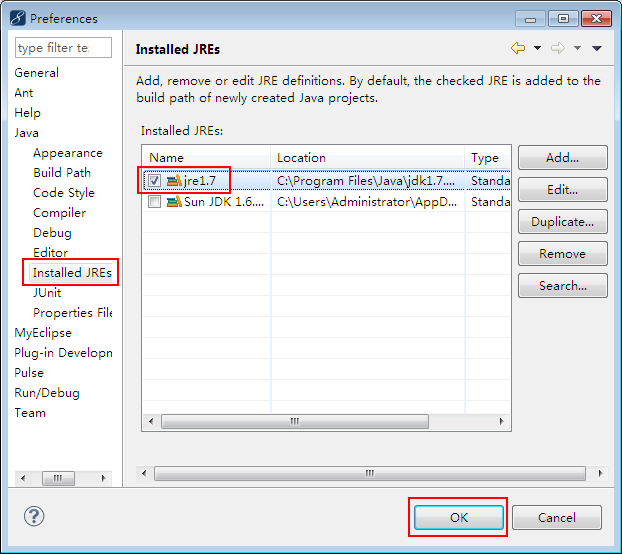 Preferences
type filter te:
General
Ant
Help
Java
Appearance
Build Path
Code Style
Compiler
Debug
Editor
Installed JREs
JUnit
Properties File
MyEclipse
Plug-in Developm
Pulse
Run/Debug
Team
Installed JREs
Add, remove or edit JRE definitions. By default, the checked JRE is added to the
build path of newly created Java projects.
Installed JREs:
Name Location Type
jre1.7 C:\Program Files\Java\jdk1.7.... Standa
Sun JDK 1.6.... C:\Users\Administrator\AppD... Standa
Add...
Edit...
Duplicate...
Remove
Search...
OK
Cancel